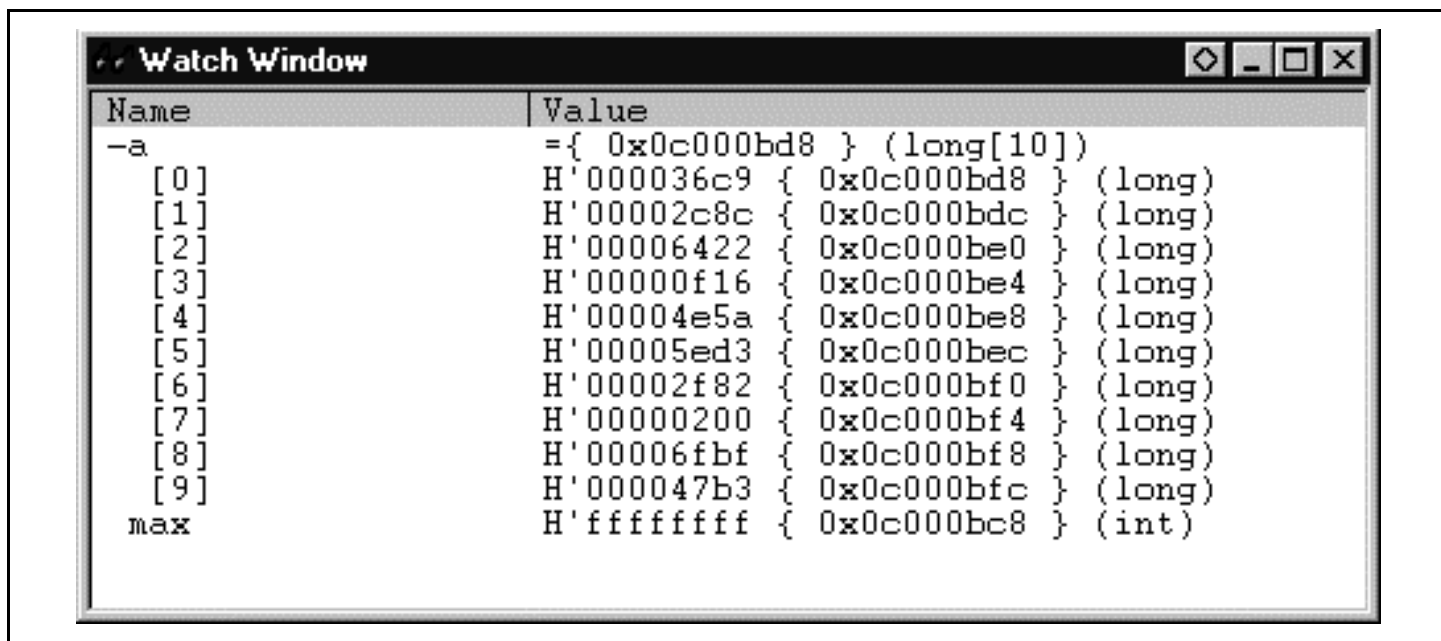 Watch Window
Name Value
-a ={ 0x0c000bd8 } (long[10])
[0] H'000036c9 { 0x0c000bd8 } (long)
[1] H'00002c8c { 0x0c000bdc } (long)
[2] H'00006422 { 0x0c000be0 } (long)
[3] H'00000f16 { 0x0c000be4 } (long)
[4] H'00004e5a { 0x0c000be8 } (long)
[5] H'00005ed3 { 0x0c000bec } (long)
[6] H'00002f82 { 0x0c000bf0 } (long)
[7] H'00000200 { 0x0c000bf4 } (long)
[8] H'00006fbf { 0x0c000bf8 } (long)
[9] H'000047b3 { 0x0c000bfc } (long)
max H'ffffffff { 0x0c000bc8 } (int)